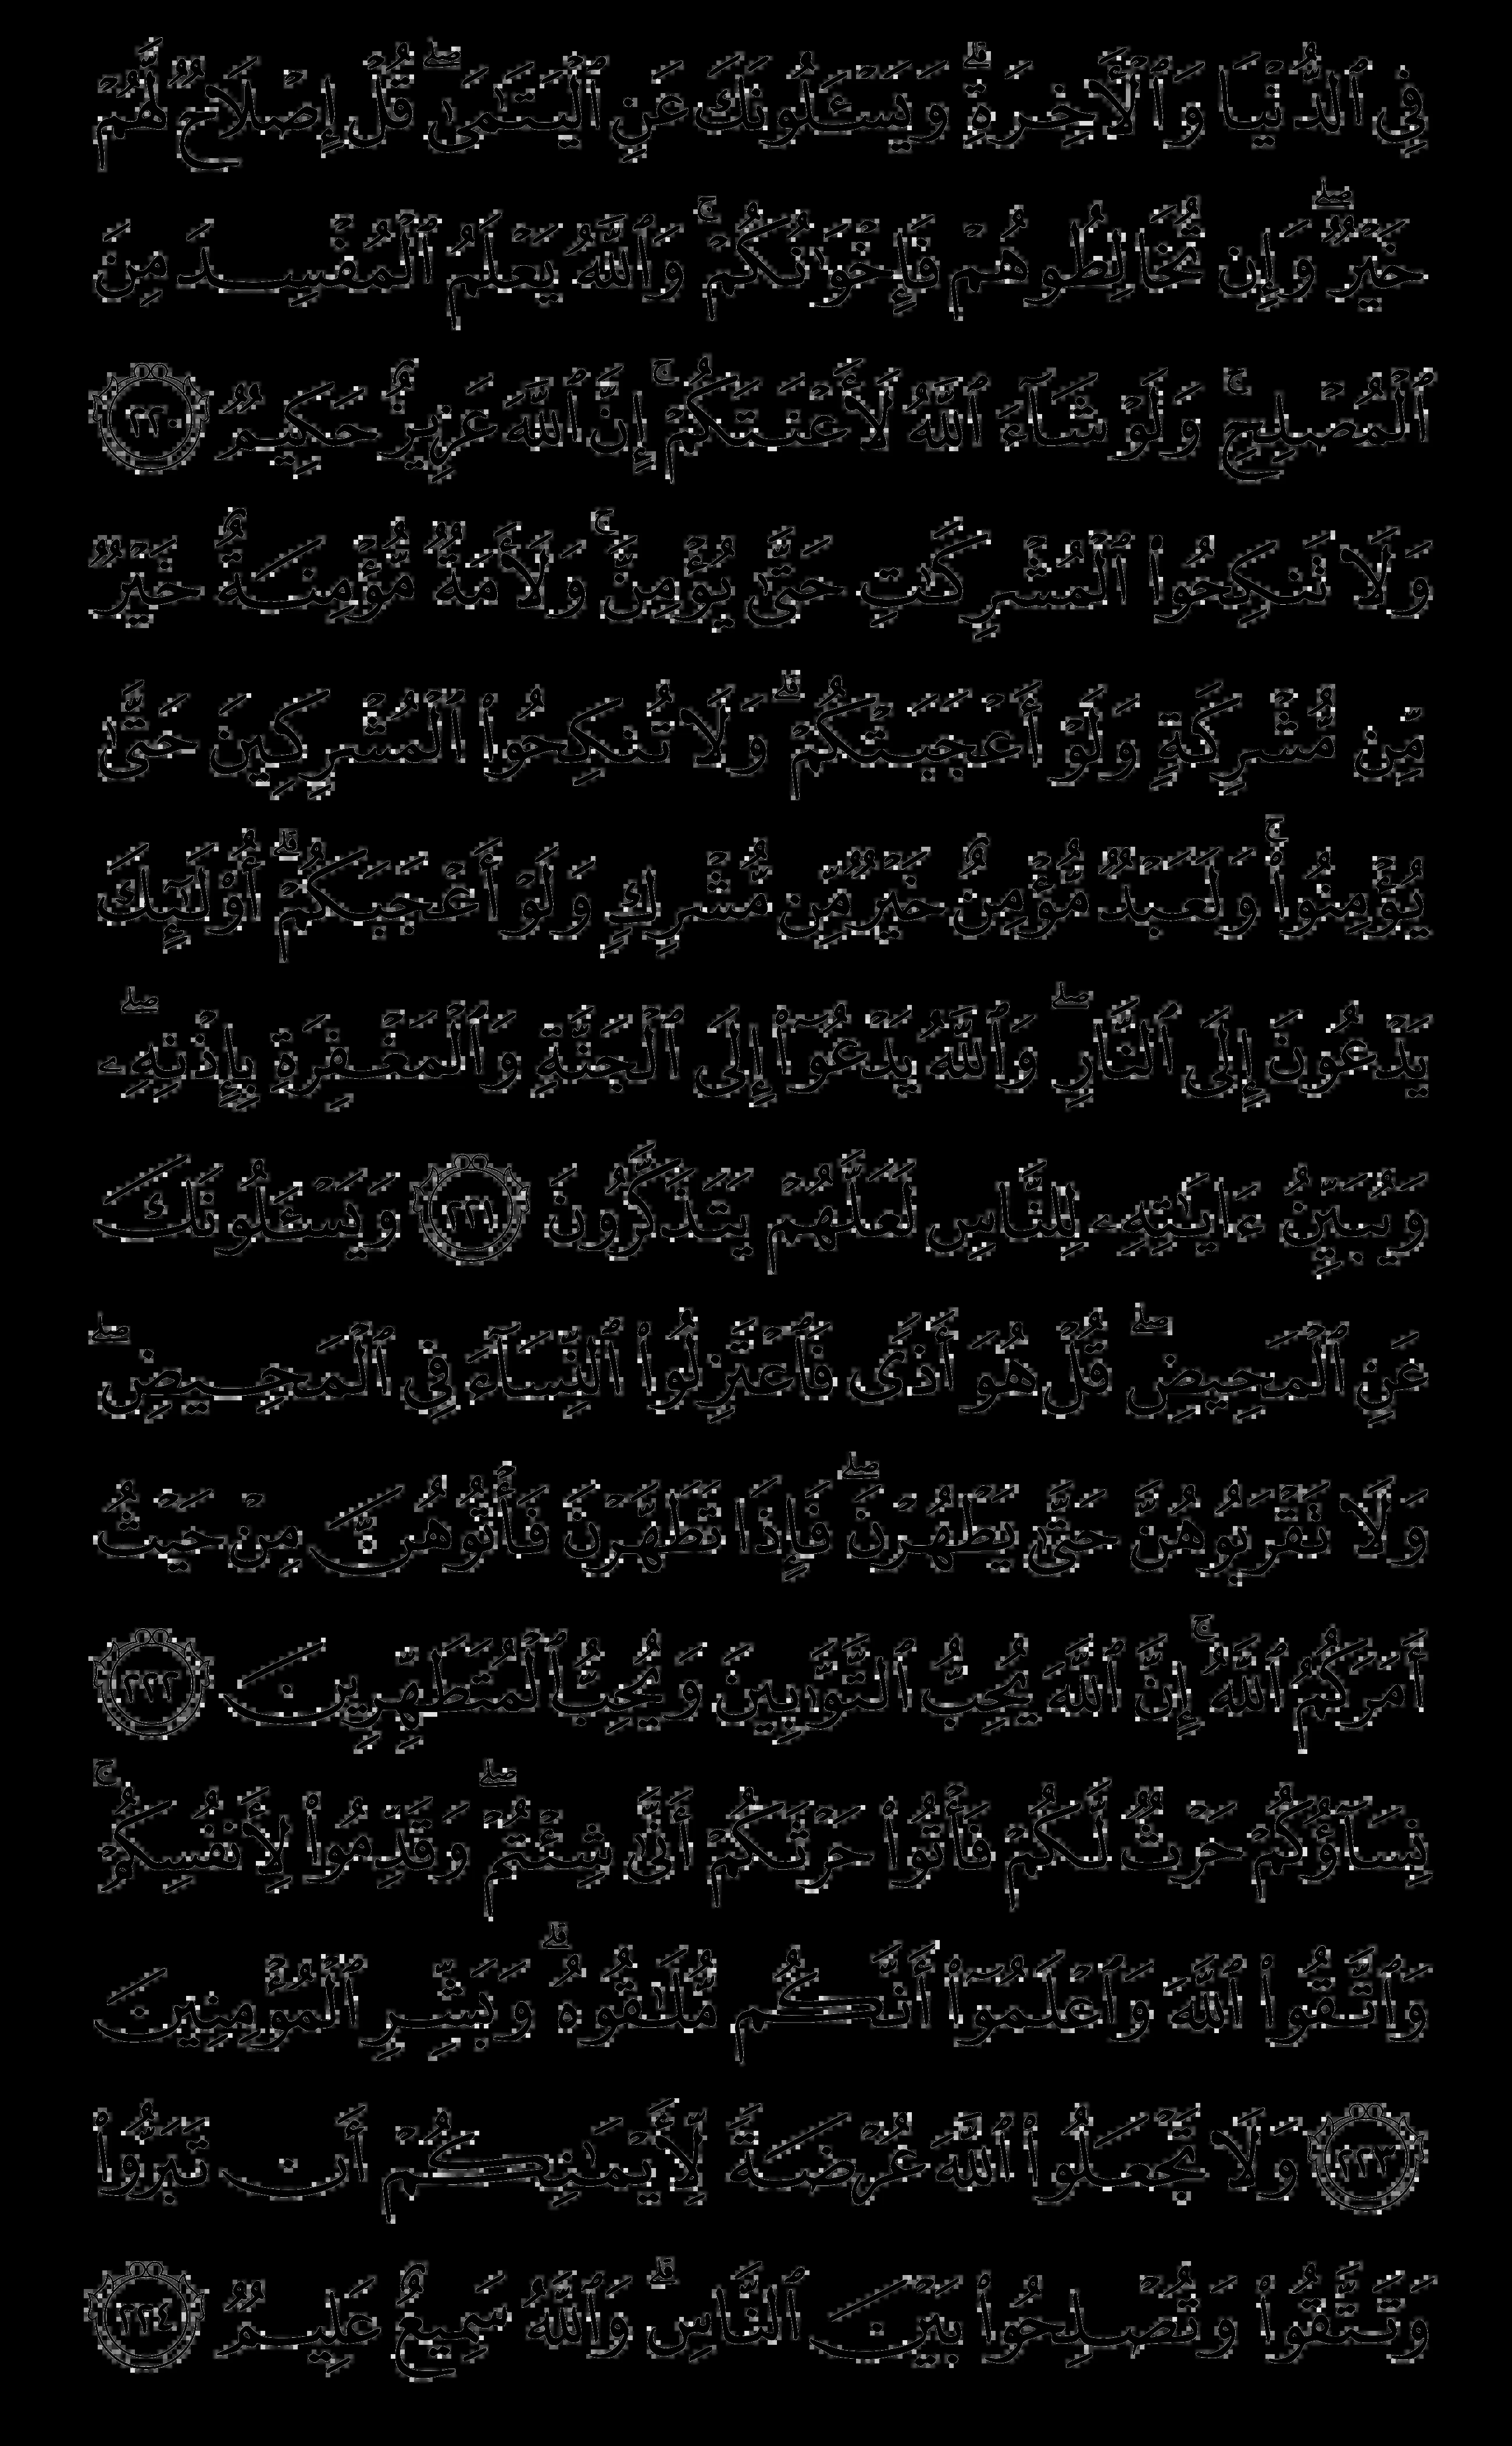 فِى ٱلدُّنْيَا وَٱلْأَخِرَةِ ۗ وَيَسْـَٔلُونَكَ عَنِ ٱلْيَتَـٰمَىٰ ۖ قُلْ إِصْلَاحٌ لَّهُمْ
خَيْرٌ ۖ وَإِن تُخَالِطُوهُمْ فَإِخْوَٰنُكُمْ ۚ وَٱللَّهُ يَعْلَمُ ٱلْمُفْسِدَ مِنَ
ٱلْمُصْلِحِ ۚ وَلَوْ شَآءَ ٱللَّهُ لَأَعْنَتَكُمْ ۚ إِنَّ ٱللَّهَ عَزِيزٌ حَكِيمٌ ٢٢٠
وَلَا تَنكِحُوا۟ ٱلْمُشْرِكَـٰتِ حَتَّىٰ يُؤْمِنَّ ۚ وَلَأَمَةٌ مُّؤْمِنَةٌ خَيْرٌ
مِّن مُّشْرِكَةٍ وَلَوْ أَعْجَبَتْكُمْ ۗ وَلَا تُنكِحُوا۟ ٱلْمُشْرِكِينَ حَتَّىٰ
يُؤْمِنُوا۟ ۚ وَلَعَبْدٌ مُّؤْمِنٌ خَيْرٌ مِّن مُّشْرِكٍ وَلَوْ أَعْجَبَكُمْ ۗ أُو۟لَـٰٓئِكَ
يَدْعُونَ إِلَى ٱلنَّارِ ۖ وَٱللَّهُ يَدْعُوٓا۟ إِلَى ٱلْجَنَّةِ وَٱلْمَغْفِرَةِ بِإِذْنِهِۦ ۖ
وَيُبَيِّنُ ءَايَـٰتِهِۦ لِلنَّاسِ لَعَلَّهُمْ يَتَذَكَّرُونَ ٢٢١ وَيَسْـَٔلُونَكَ
عَنِ ٱلْمَحِيضِ ۖ قُلْ هُوَ أَذًى فَٱعْتَزِلُوا۟ ٱلنِّسَآءَ فِى ٱلْمَحِيضِ ۖ
وَلَا تَقْرَبُوهُنَّ حَتَّىٰ يَطْهُرْنَ ۖ فَإِذَا تَطَهَّرْنَ فَأْتُوهُنَّ مِنْ حَيْثُ
أَمَرَكُمُ ٱللَّهُ ۚ إِنَّ ٱللَّهَ يُحِبُّ ٱلتَّوَّٰبِينَ وَيُحِبُّ ٱلْمُتَطَهِّرِينَ ٢٢٢
نِسَآؤُكُمْ حَرْثٌ لَّكُمْ فَأْتُوا۟ حَرْثَكُمْ أَنَّىٰ شِئْتُمْ ۖ وَقَدِّمُوا۟ لِأَنفُسِكُمْ ۚ
وَٱتَّقُوا۟ ٱللَّهَ وَٱعْلَمُوٓا۟ أَنَّكُم مُّلَـٰقُوهُ ۗ وَبَشِّرِ ٱلْمُؤْمِنِينَ
٢٢٣ وَلَا تَجْعَلُوا۟ ٱللَّهَ عُرْضَةً لِّأَيْمَـٰنِكُمْ أَن تَبَرُّوا۟
وَتَتَّقُوا۟ وَتُصْلِحُوا۟ بَيْنَ ٱلنَّاسِ ۗ وَٱللَّهُ سَمِيعٌ عَلِيمٌ ٢٢٤